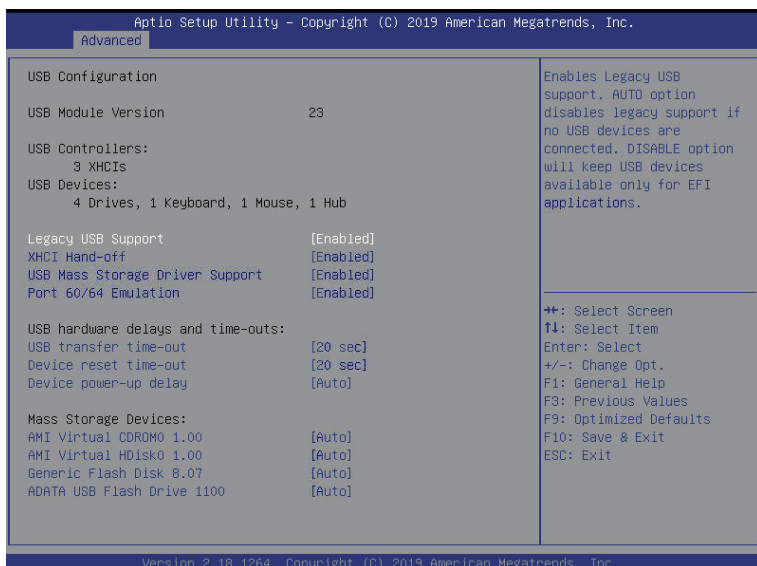 Aptio Setup Utility – Copyright (C) 2019 American Megatrends, Inc.
Advanced
USB Configuration
USB Module Version 23
USB Controllers:
3 XHCIs
USB Devices:
4 Drives, 1 Keyboard, 1 Mouse, 1 Hub
Legacy USB Support [Enabled]
XHCI Hand-off [Enabled]
USB Mass Storage Driver Support [Enabled]
Port 60/64 Emulation [Enabled]
USB hardware delays and time-outs:
USB transfer time-out [20 sec]
Device reset time-out [20 sec]
Device power-up delay [Auto]
Mass Storage Devices:
AMI Virtual CDROM0 1.00 [Auto]
AMI Virtual HDisk0 1.00 [Auto]
Generic Flash Disk 8.07 [Auto]
ADATA USB Flash Drive 1100 [Auto]
Enables Legacy USB
support. AUTO option
disables legacy support if
no USB devices are
connected. DISABLE option
will keep USB devices
available only for EFI
applications.
→←: Select Screen
↑↓: Select Item
Enter: Select
+/-: Change Opt.
F1: General Help
F3: Previous Values
F9: Optimized Defaults
F10: Save & Exit
ESC: Exit
Version 2.18.1264. Copyright (C) 2019 American Megatrends, Inc.